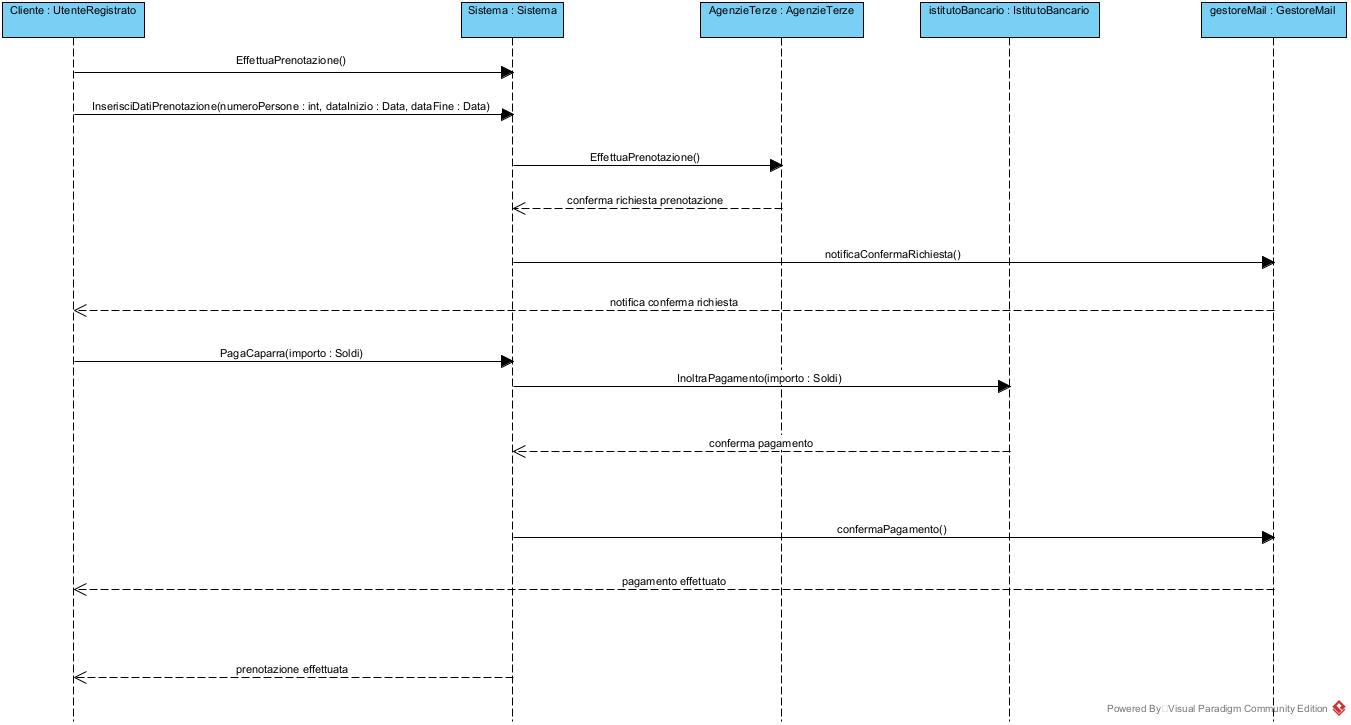 Cliente : UtenteRegistrato
Sistema : Sistema
AgenzieTerze : AgenzieTerze
istitutoBancario : IstitutoBancario
gestoreMail : GestoreMail
EffettuaPrenotazione()
InserisciDatiPrenotazione(numeroPersone : int, dataInizio : Data, dataFine : Data)
EffettuaPrenotazione()
conferma richiesta prenotazione
notificaConfermaRichiesta()
notifica conferma richiesta
PagaCaparra(importo : Soldi)
InoltraPagamento(importo : Soldi)
conferma pagamento
confermaPagamento()
pagamento effettuato
prenotazione effettuata
Powered By Visual Paradigm Community Edition